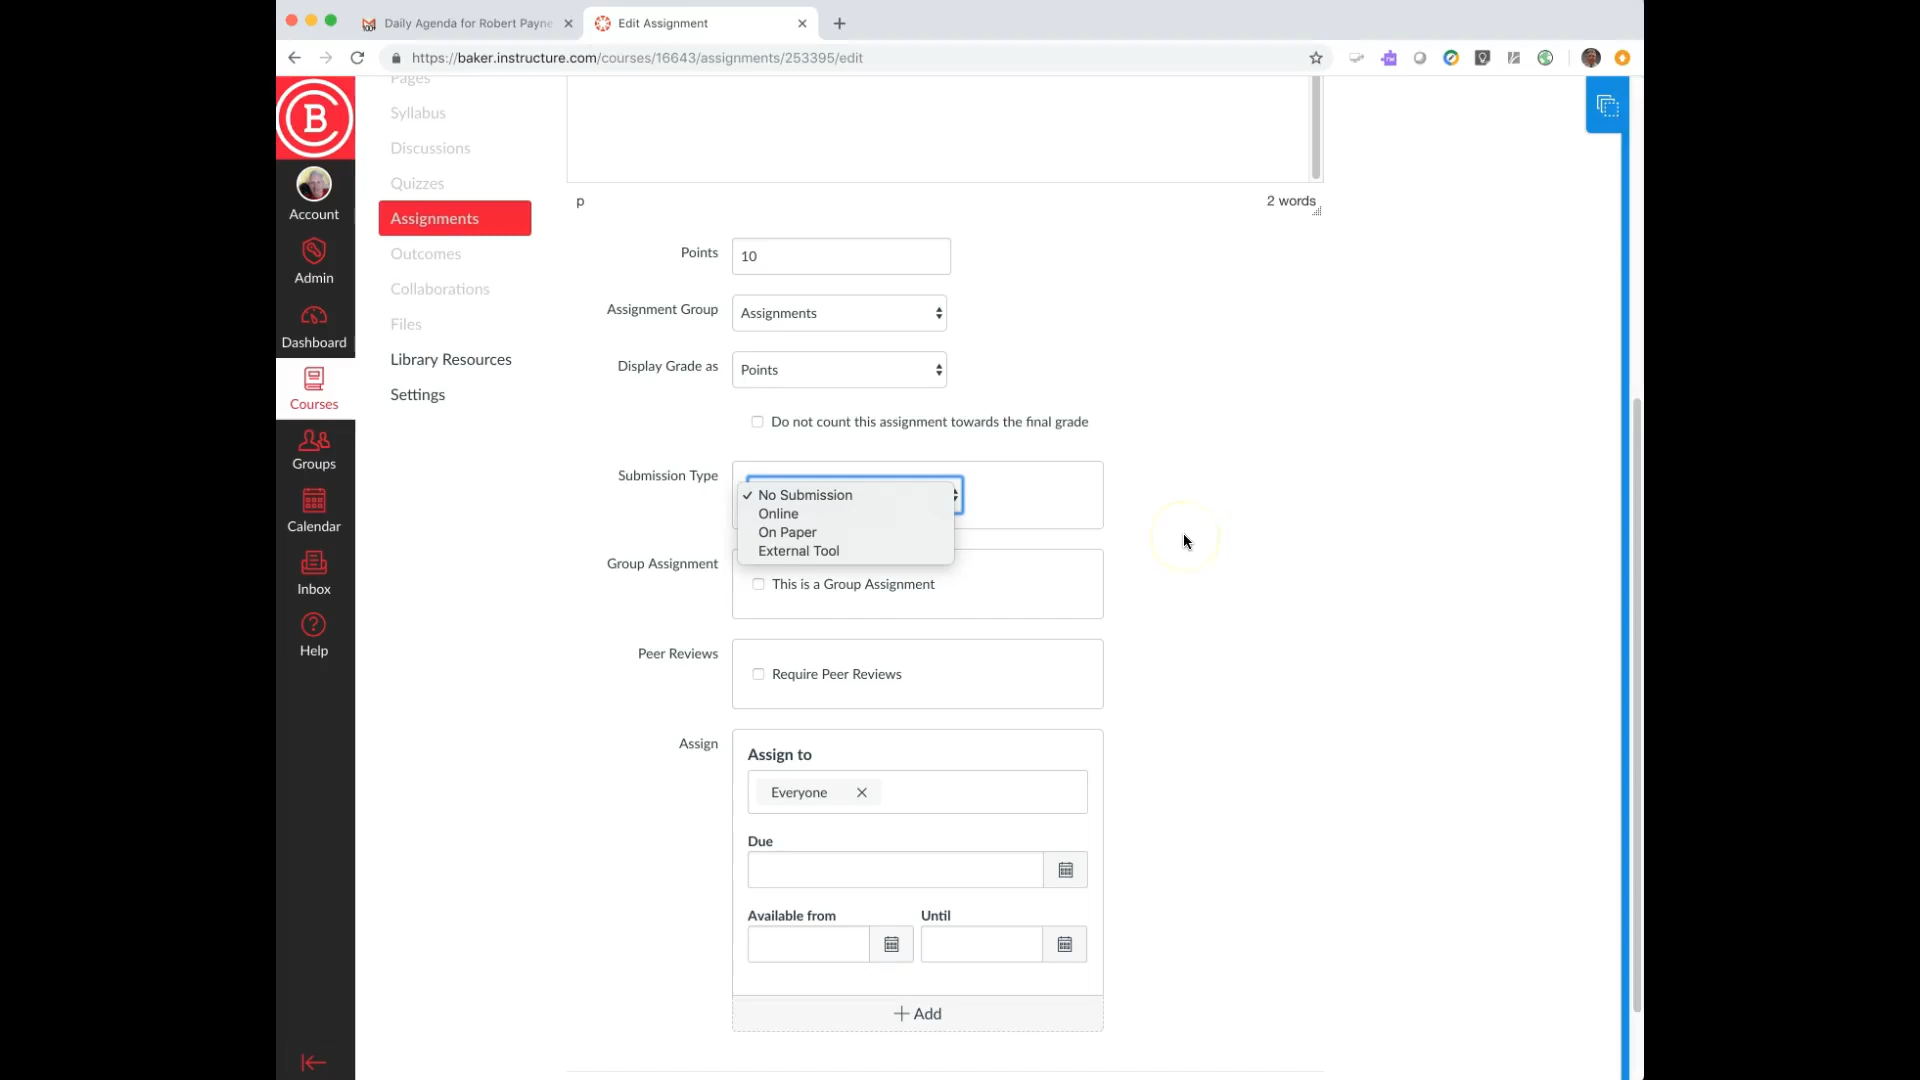 Daily Agenda for Robert Payne
Edit Assignment
https://baker.instructure.com/courses/16643/assignments/253395/edit
B
Account
Admin
Dashboard
Courses
Groups
Calendar
Inbox
Help
Pages
Syllabus
Discussions
Quizzes
Assignments
Outcomes
Collaborations
Files
Library Resources
Settings
p
2 words
Points
10
Assignment Group
Assignments
Display Grade as
Points
Do not count this assignment towards the final grade
Submission Type
✓ No Submission
Online
On Paper
External Tool
Group Assignment
This is a Group Assignment
Peer Reviews
Require Peer Reviews
Assign
Assign to
Everyone
Due
Available from
Until
+ Add